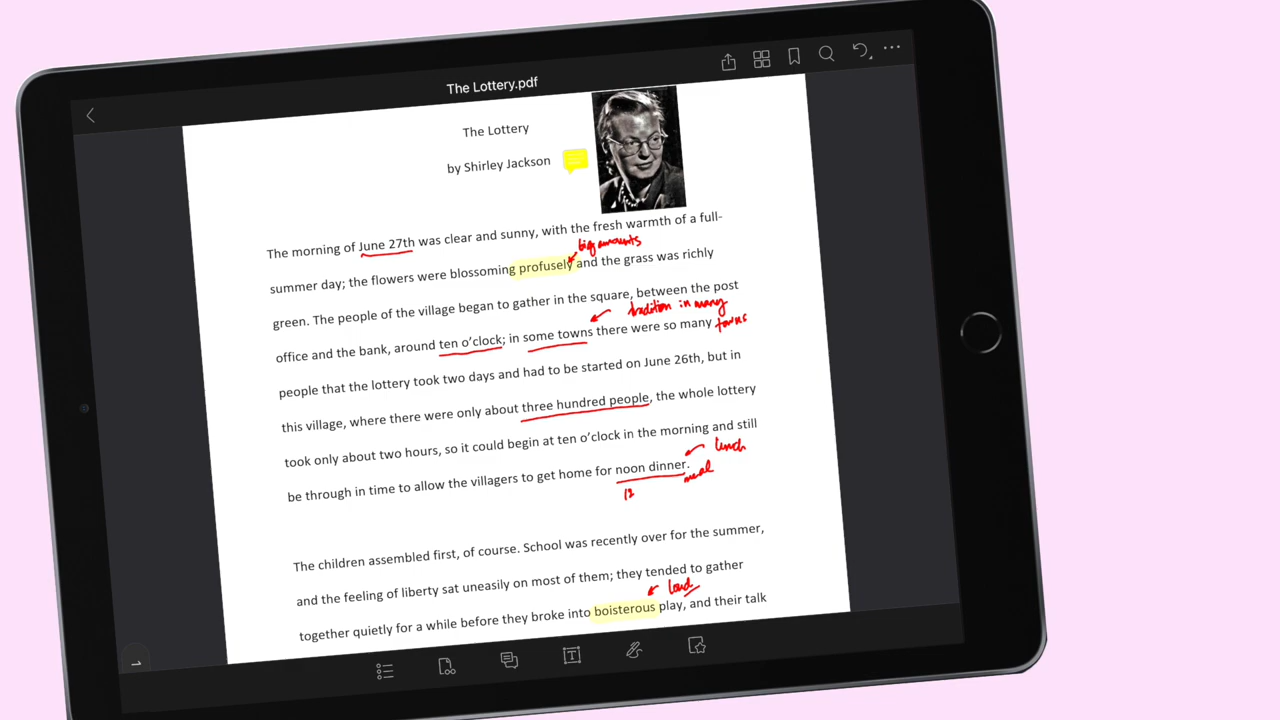 The Lottery.pdf
The Lottery
by Shirley Jackson
The morning of June 27th was clear and sunny, with the fresh warmth of a full-
big amounts
summer day; the flowers were blossoming profusely and the grass was richly
green. The people of the village began to gather in the square, between the post
tradition in many
towns
office and the bank, around ten o’clock; in some towns there were so many
people that the lottery took two days and had to be started on June 26th, but in
this village, where there were only about three hundred people, the whole lottery
took only about two hours, so it could begin at ten o’clock in the morning and still
lunch
be through in time to allow the villagers to get home for noon dinner.
meal
12
The children assembled first, of course. School was recently over for the summer,
and the feeling of liberty sat uneasily on most of them; they tended to gather
loud
together quietly for a while before they broke into boisterous play, and their talk
1